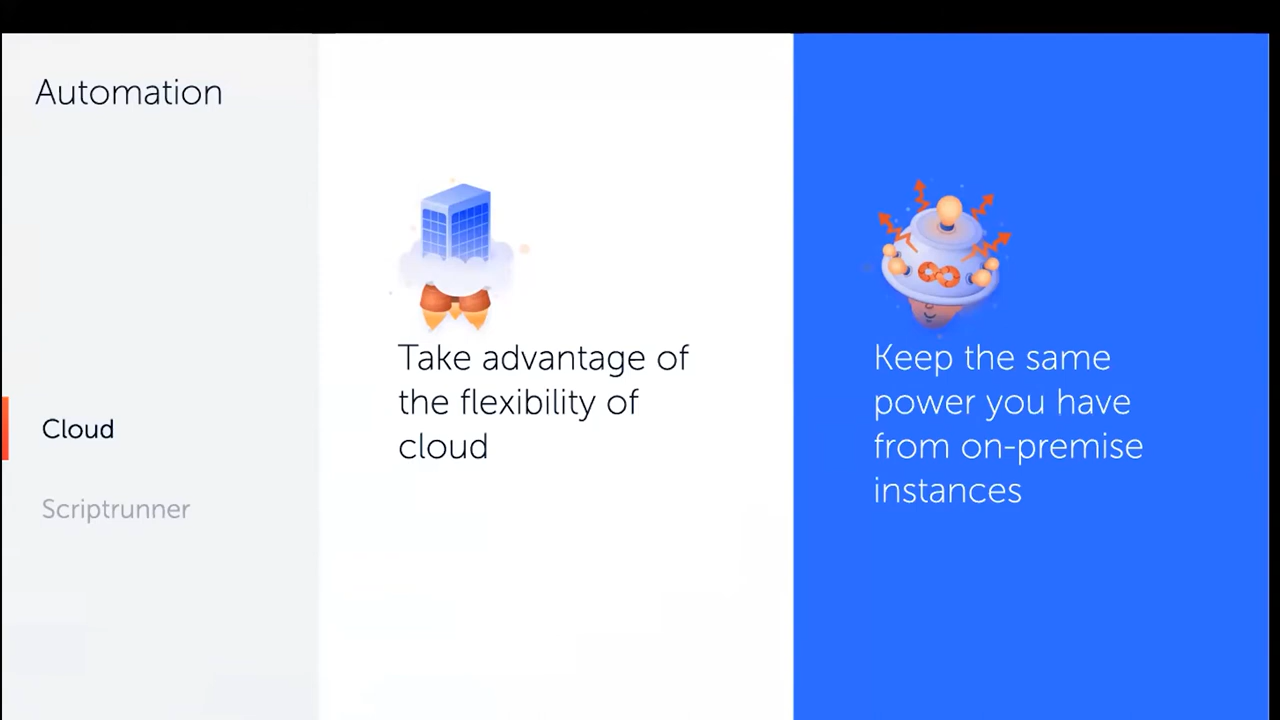 Automation
Cloud
Scriptrunner
Take advantage of
the flexibility of
cloud
Keep the same
power you have
from on-premise
instances